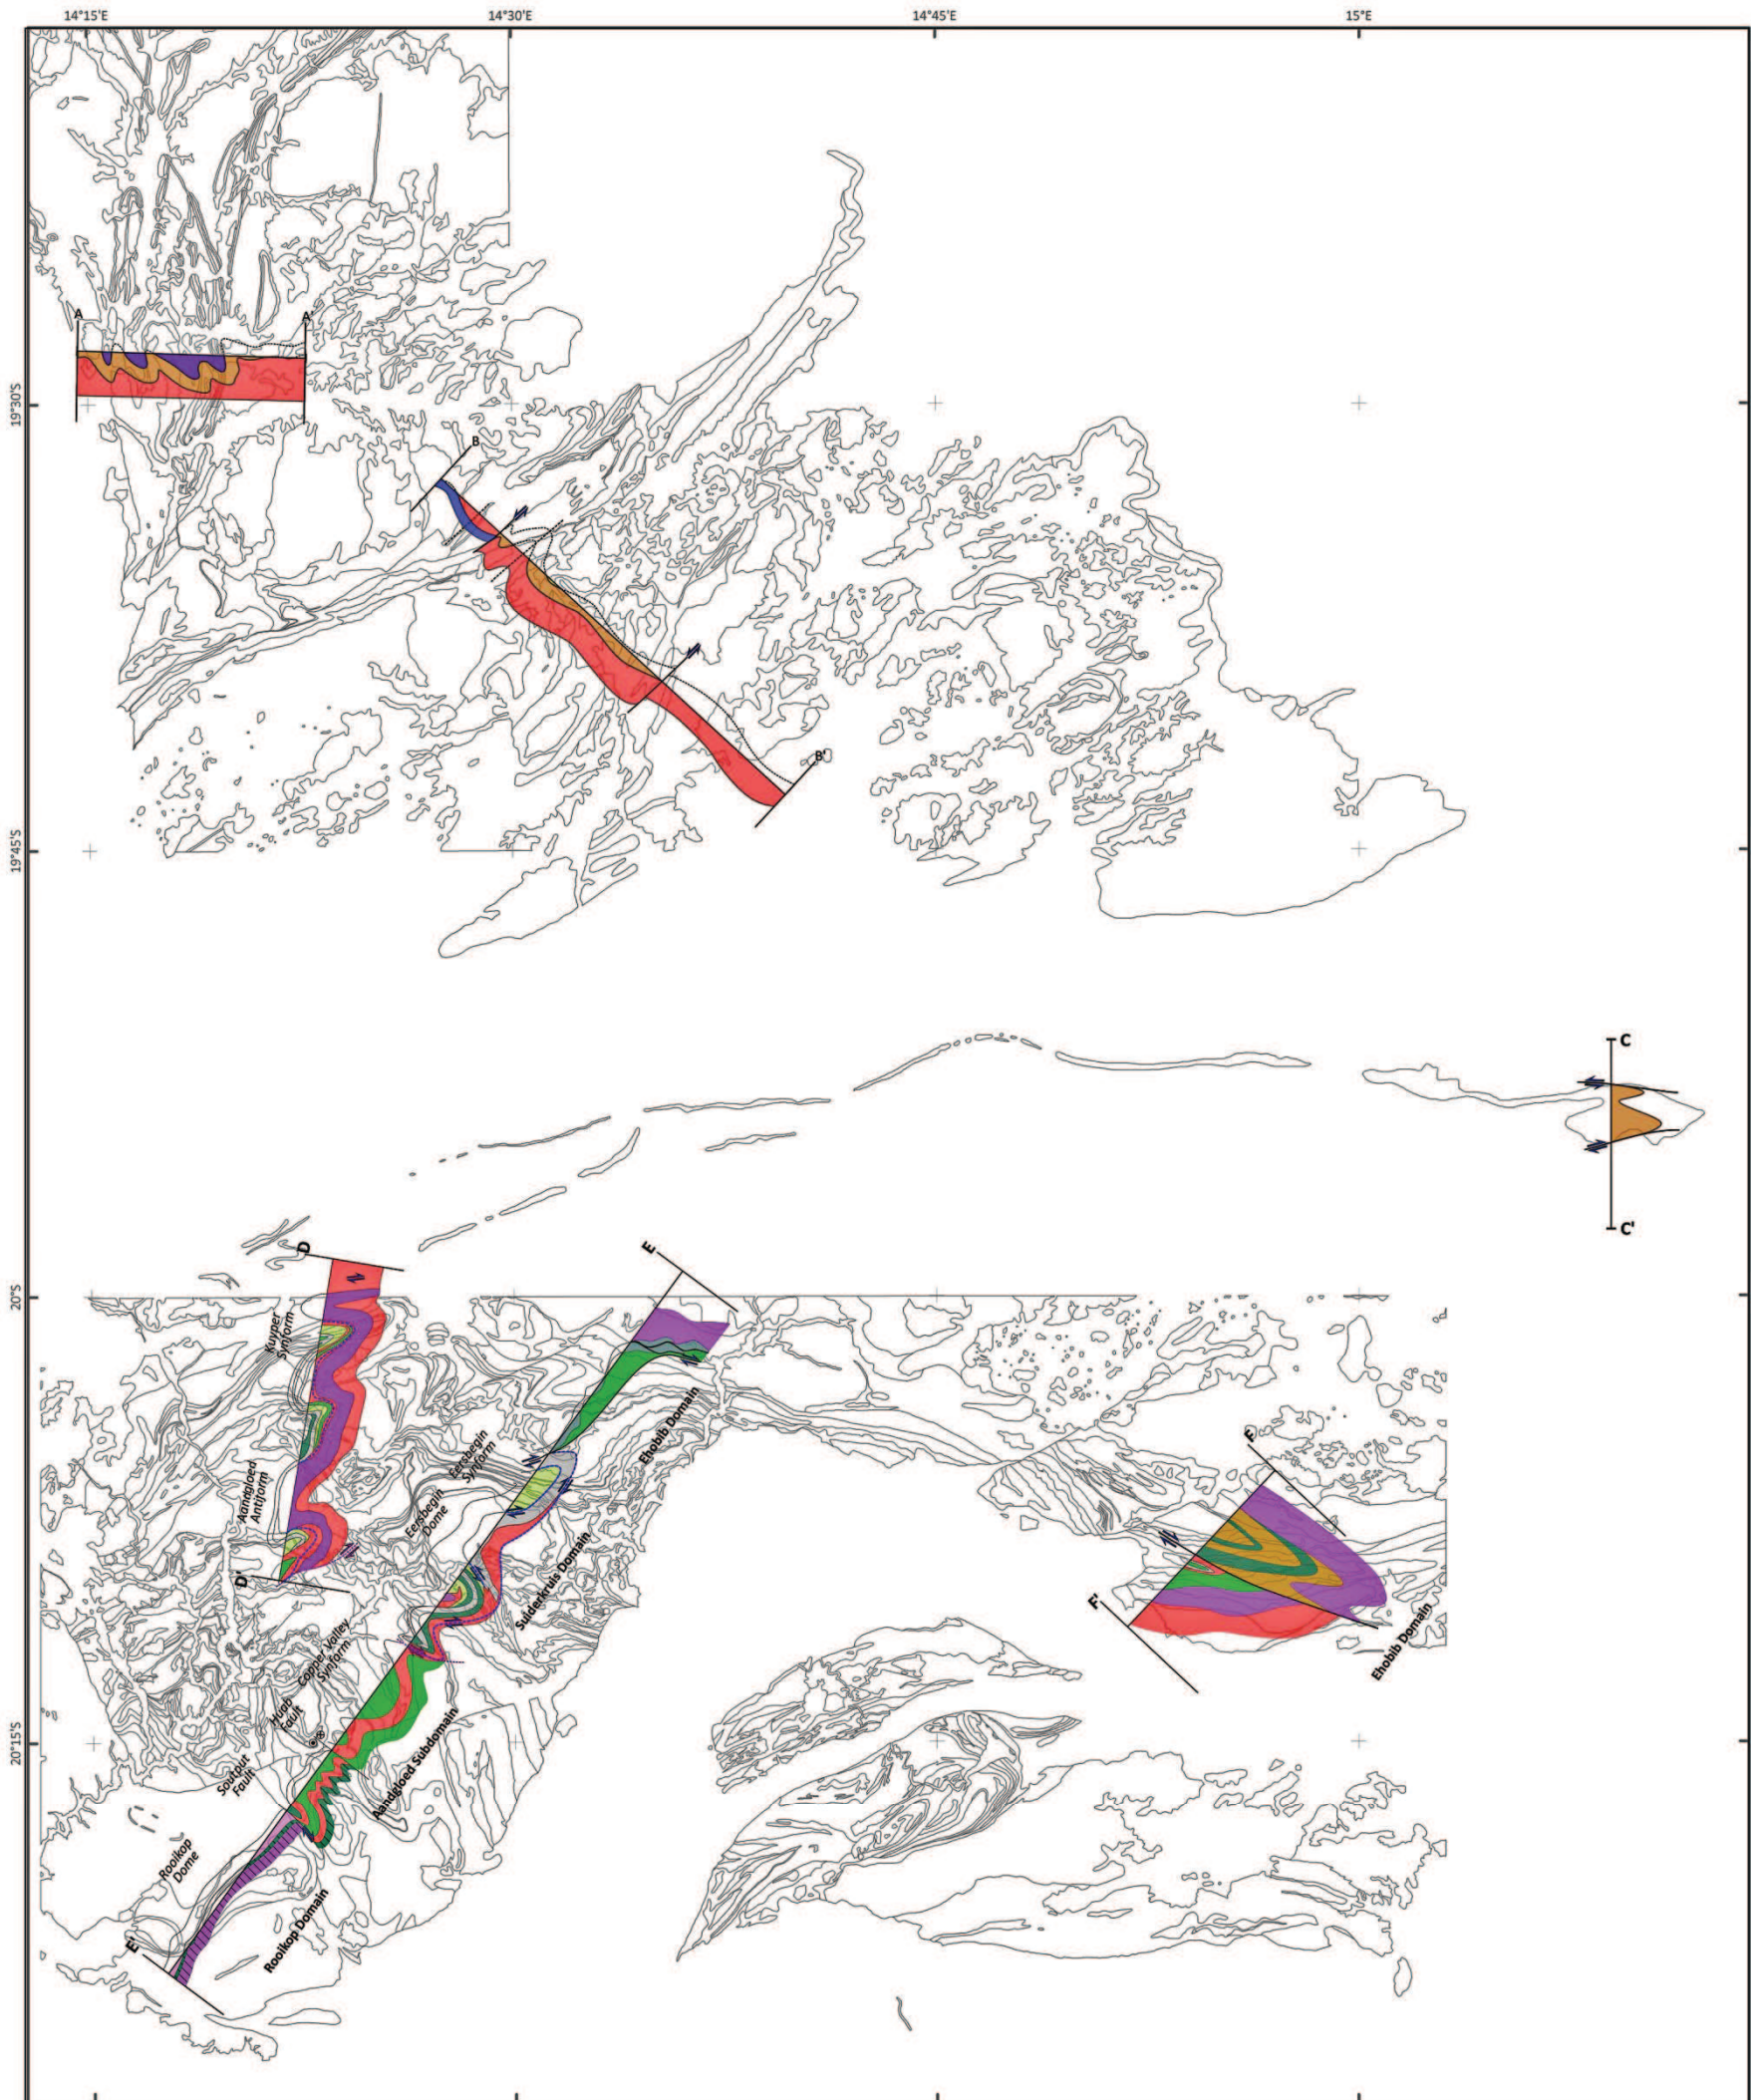 14°15'E
14°30'E
14°45'E
15°E
A
A'
19°30'S
B
B'
19°45'S
C
C'
D
E
20°S
Kuyper
Synform
Ehobib Domain
Eersbegin
Synform
F
Aandgloed
Antiform
Eersbegin
Dome
Suiderkruis Domain
D'
F'
Ehobib Domain
Copper Valley
Synform
Huab
Fault
20°15'S
Soutput
Fault
Aandgloed Subdomain
Rooikop
Dome
Rooikop Domain
E'